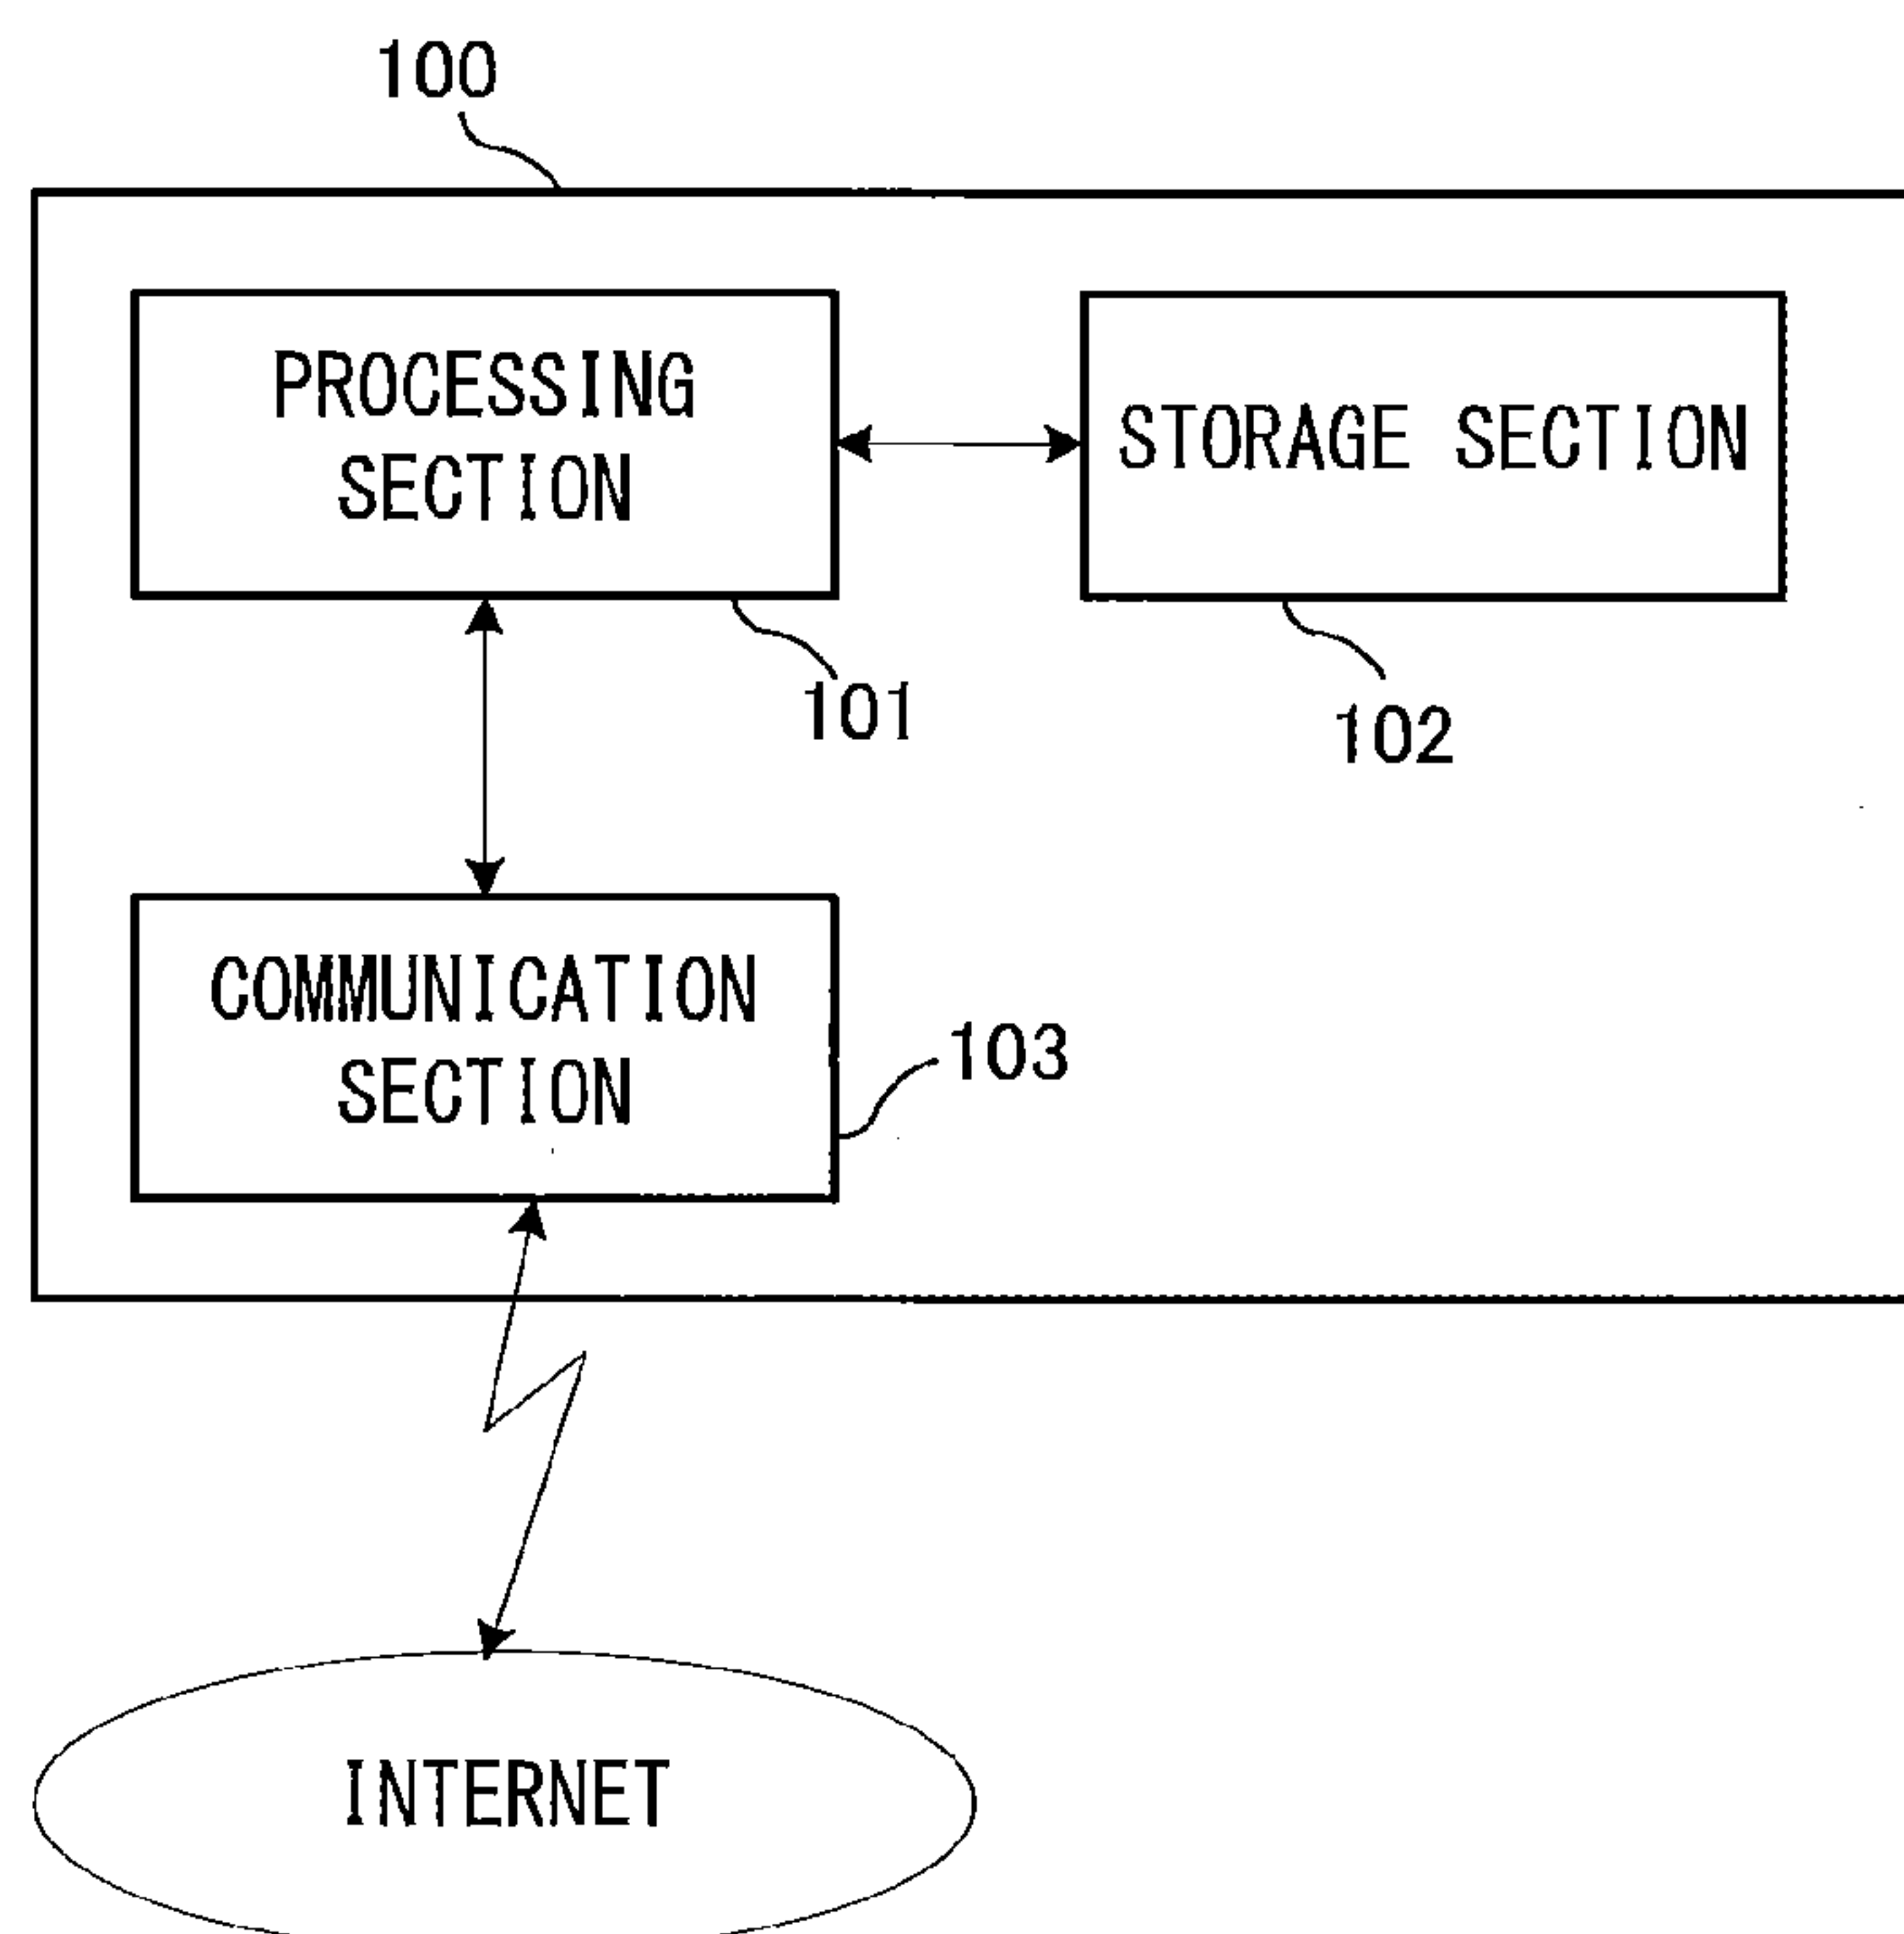 100
PROCESSING
SECTION
STORAGE SECTION
101
102
COMMUNICATION
SECTION
103
INTERNET